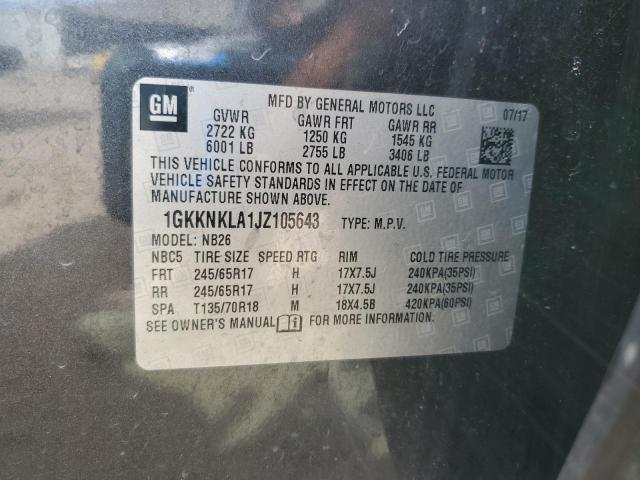 GM ®
MFD BY GENERAL MOTORS LLC 07/17
GVWR GAWR FRT GAWR RR
2722 KG 1250 KG 1545 KG
6001 LB 2755 LB 3406 LB
THIS VEHICLE CONFORMS TO ALL APPLICABLE U.S. FEDERAL MOTOR
VEHICLE SAFETY STANDARDS IN EFFECT ON THE DATE OF
MANUFACTURE SHOWN ABOVE.
1GKKNKLA1JZ105643 TYPE: M.P.V.
MODEL: NB26
NBC5 TIRE SIZE SPEED RTG RIM COLD TIRE PRESSURE
FRT 245/65R17 H 17X7.5J 240KPA(35PSI)
RR 245/65R17 H 17X7.5J 240KPA(35PSI)
SPA T135/70R18 M 18X4.5B 420KPA(60PSI)
SEE OWNER'S MANUAL FOR MORE INFORMATION.